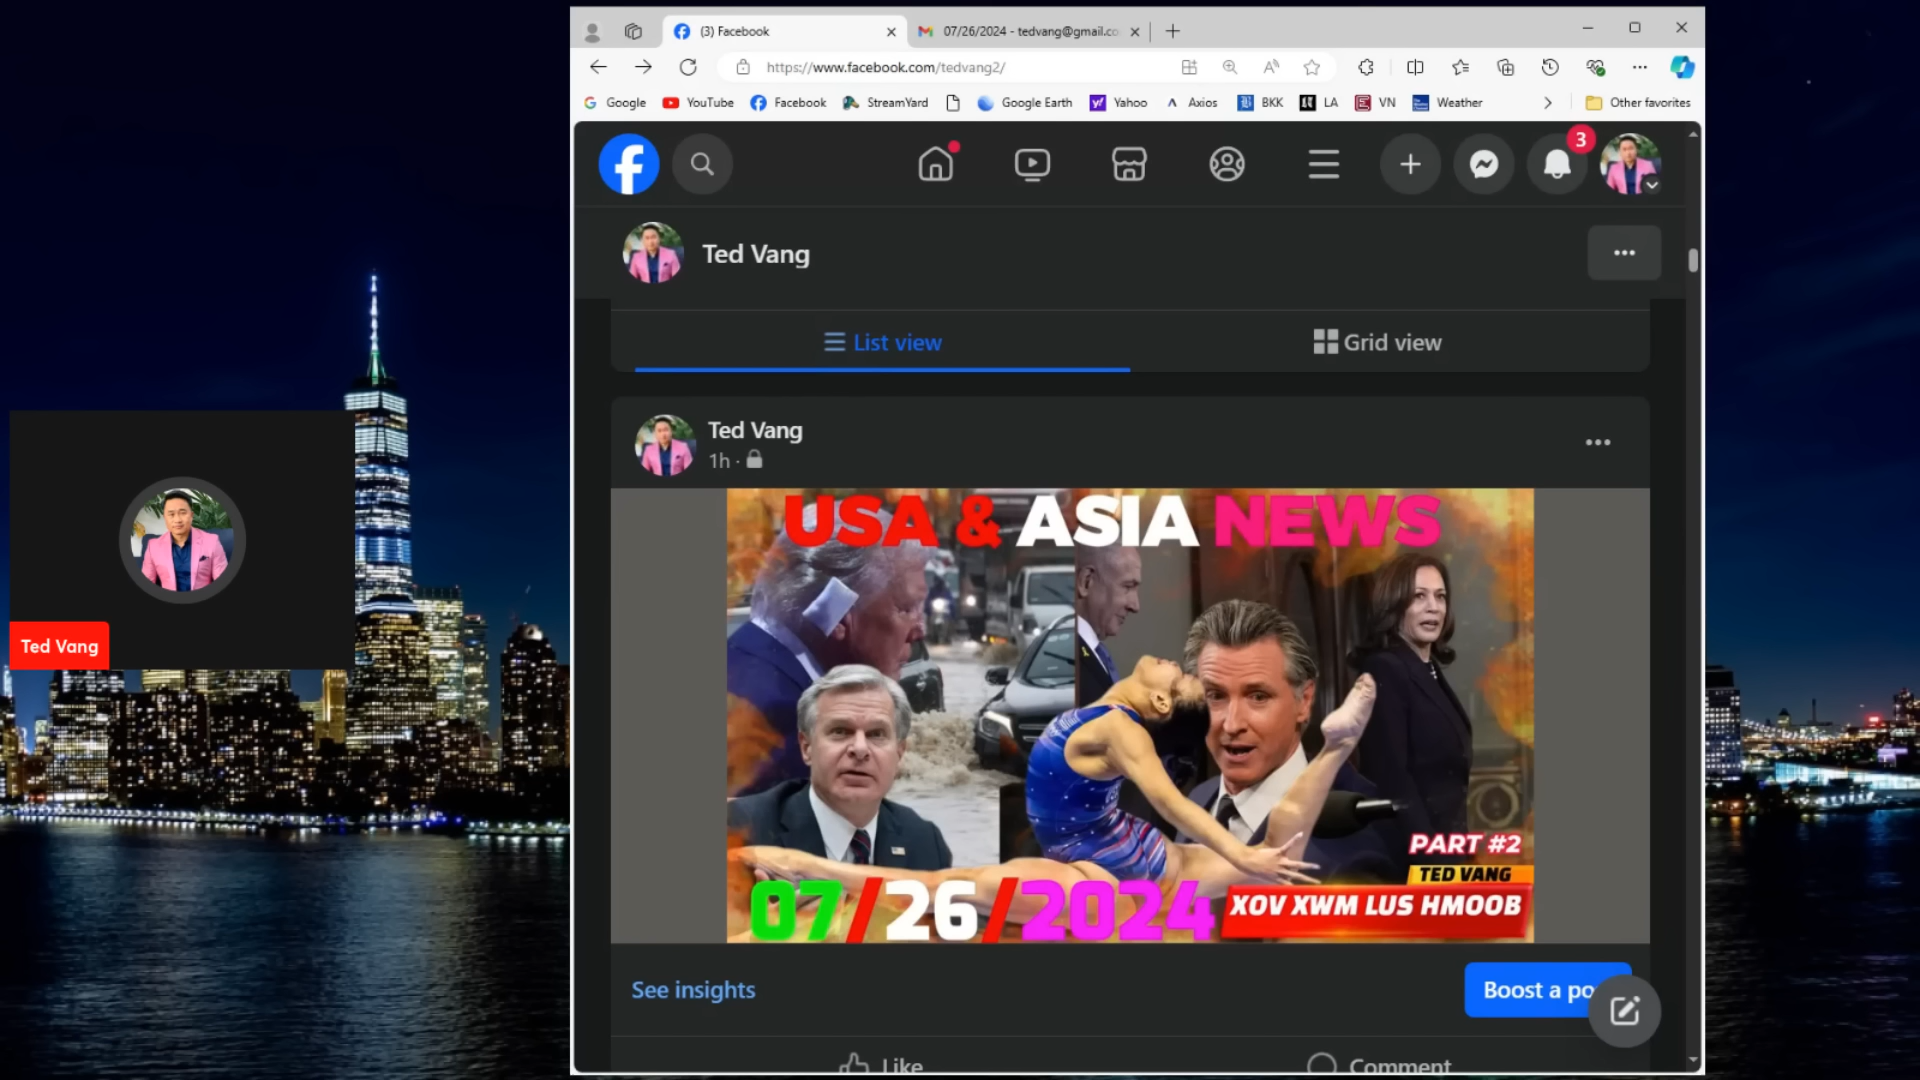 (3) Facebook
07/26/2024 - tedvang@gmail.co
https://www.facebook.com/tedvang2/
Google
YouTube
Facebook
StreamYard
Google Earth
Yahoo
Axios
BKK
LA
VN
Weather
Other favorites
3
Ted Vang
List view
Grid view
Ted Vang
1h ·
USA & ASIA NEWS
PART #2
TED VANG
07/26/2024
XOV XWM LUS HMOOB
See insights
Boost a po
Like
Comment
Ted Vang